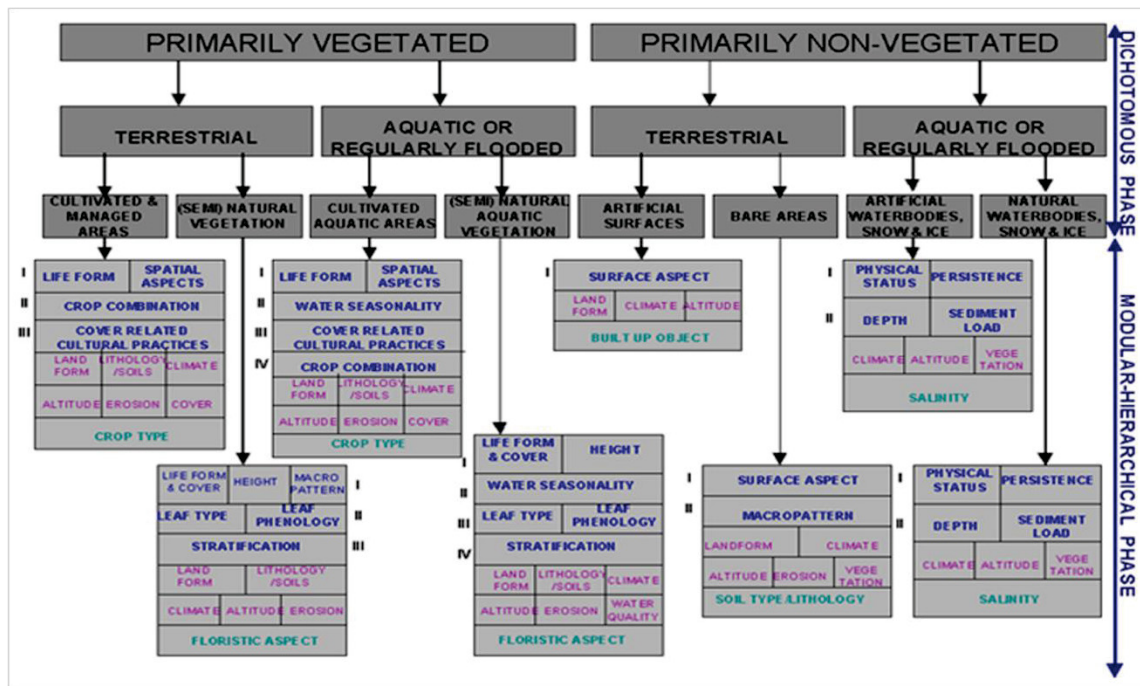 PRIMARILY VEGETATED
PRIMARILY NON-VEGETATED
DICHOTOMOUS PHASE
TERRESTRIAL
AQUATIC OR
REGULARLY FLOODED
TERRESTRIAL
AQUATIC OR
REGULARLY FLOODED
CULTIVATED &
MANAGED
AREAS
(SEMI) NATURAL
VEGETATION
CULTIVATED
AQUATIC AREAS
(SEMI) NATURAL
AQUATIC
VEGETATION
ARTIFICIAL
SURFACES
BARE AREAS
ARTIFICIAL
WATERBODIES,
SNOW & ICE
NATURAL
WATERBODIES,
SNOW & ICE
MODULAR-HIERARCHICAL PHASE
I
LIFE FORM
SPATIAL
ASPECTS
II
CROP COMBINATION
III
COVER RELATED
CULTURAL PRACTICES
LAND
FORM
LITHOLOGY
/SOILS
CLIMATE
ALTITUDE
EROSION
COVER
CROP TYPE
I
LIFE FORM
SPATIAL
ASPECTS
II
WATER SEASONALITY
III
COVER RELATED
CULTURAL PRACTICES
IV
CROP COMBINATION
LAND
FORM
LITHOLOGY
/SOILS
CLIMATE
ALTITUDE
EROSION
COVER
CROP TYPE
I
SURFACE ASPECT
LAND
FORM
CLIMATE
ALTITUDE
BUILT UP OBJECT
I
PHYSICAL
STATUS
PERSISTENCE
II
DEPTH
SEDIMENT
LOAD
CLIMATE
ALTITUDE
VEGE
TATION
SALINITY
LIFE FORM
& COVER
HEIGHT
MACRO
PATTERN
I
LEAF TYPE
LEAF
PHENOLOGY
II
STRATIFICATION
III
LAND
FORM
LITHOLOGY
/SOILS
CLIMATE
ALTITUDE
EROSION
FLORISTIC ASPECT
I
LIFE FORM
& COVER
HEIGHT
II
WATER SEASONALITY
III
LEAF TYPE
LEAF
PHENOLOGY
IV
STRATIFICATION
LAND
FORM
LITHOLOGY
/SOILS
CLIMATE
ALTITUDE
EROSION
WATER
QUALITY
FLORISTIC ASPECT
I
SURFACE ASPECT
II
MACROPATTERN
LANDFORM
CLIMATE
ALTITUDE
EROSION
VEGE
TATION
SOIL TYPE/LITHOLOGY
I
PHYSICAL
STATUS
PERSISTENCE
II
DEPTH
SEDIMENT
LOAD
CLIMATE
ALTITUDE
VEGE
TATION
SALINITY